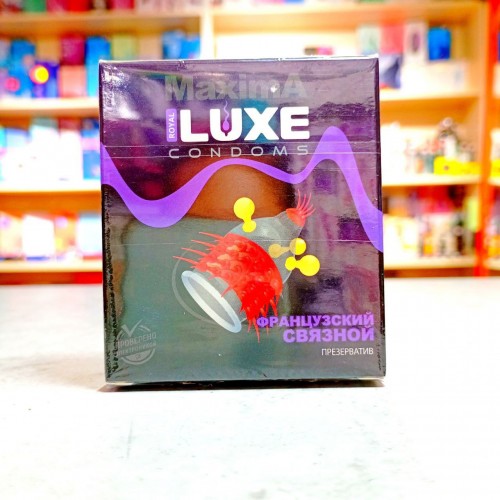 MaximA
ROYAL
LUXE
CONDOMS
ФРАНЦУЗСКИЙ
СВЯЗНОЙ
ПРЕЗЕРВАТИВ